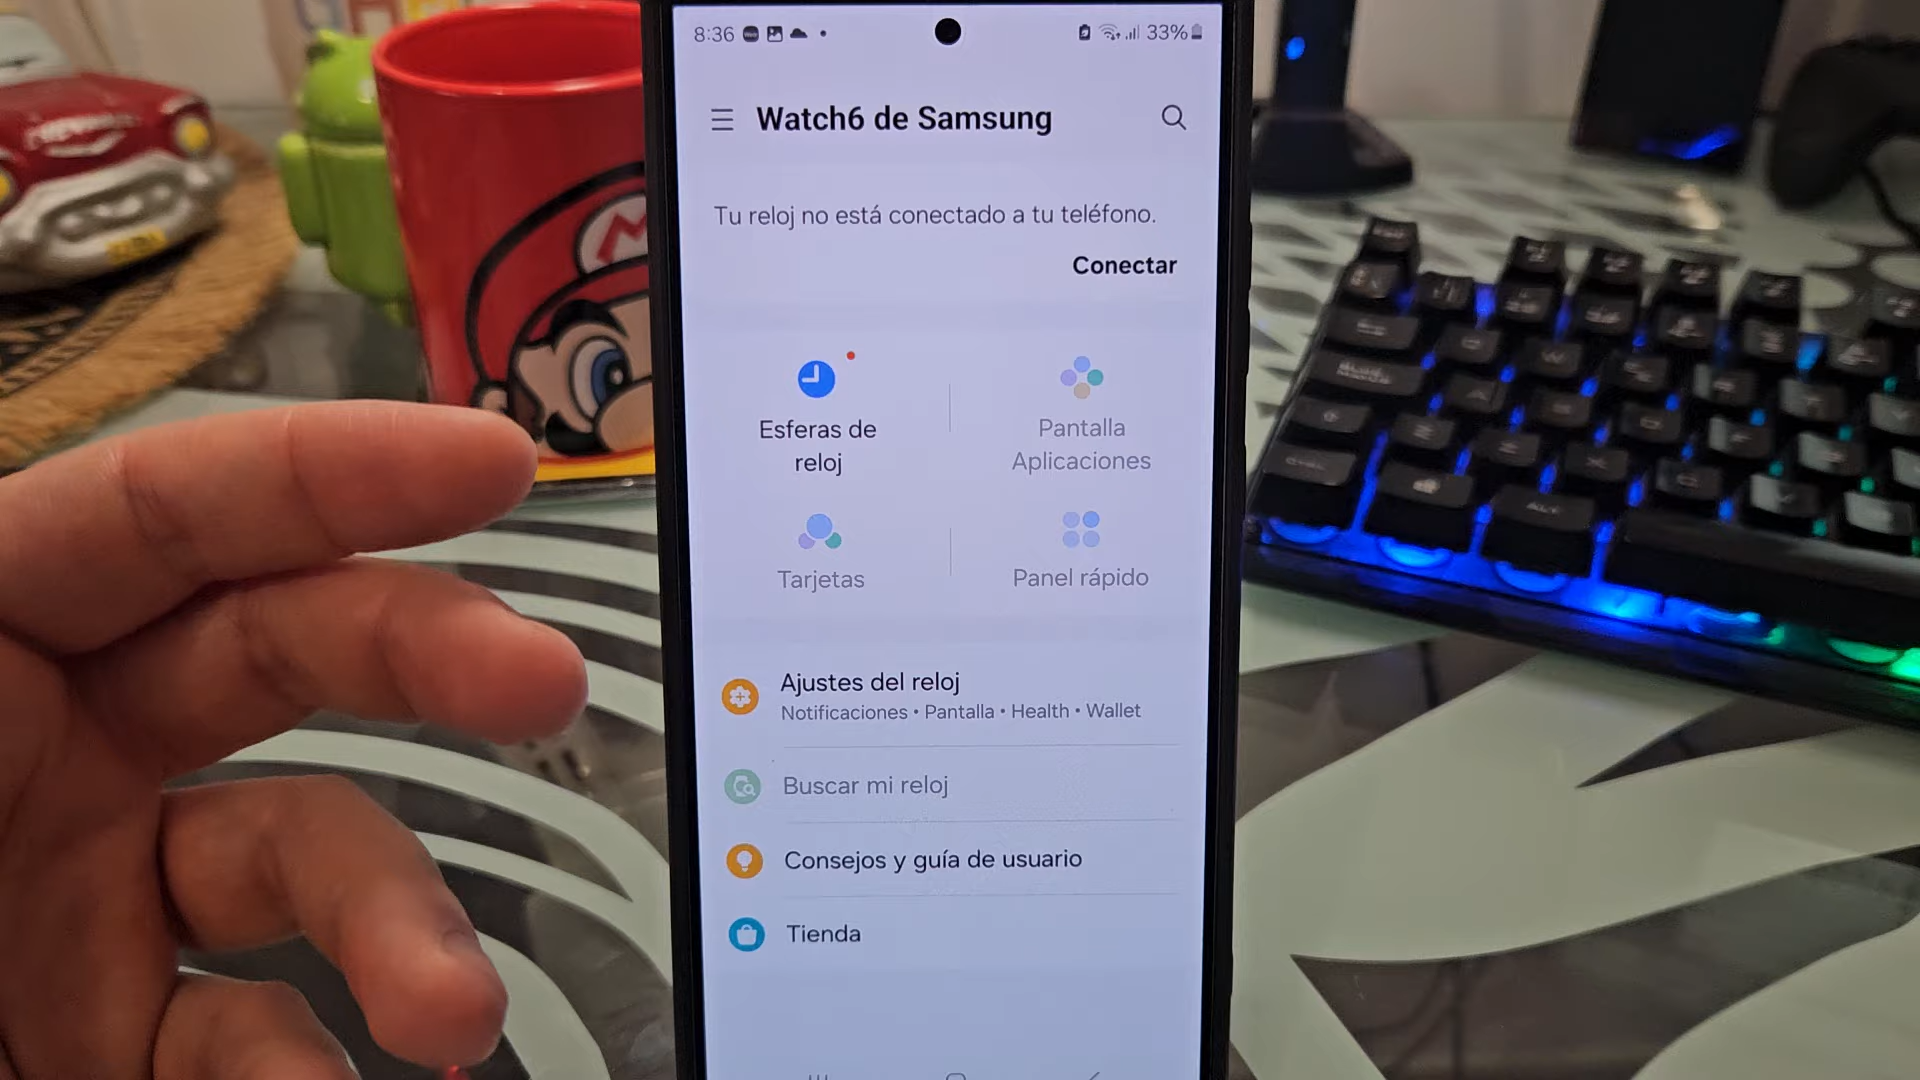 8:36
33%
Watch6 de Samsung
Tu reloj no está conectado a tu teléfono.
Conectar
Esferas de
reloj
Pantalla
Aplicaciones
Tarjetas
Panel rápido
Ajustes del reloj
Notificaciones • Pantalla • Health • Wallet
Buscar mi reloj
Consejos y guía de usuario
Tienda
M
ALT